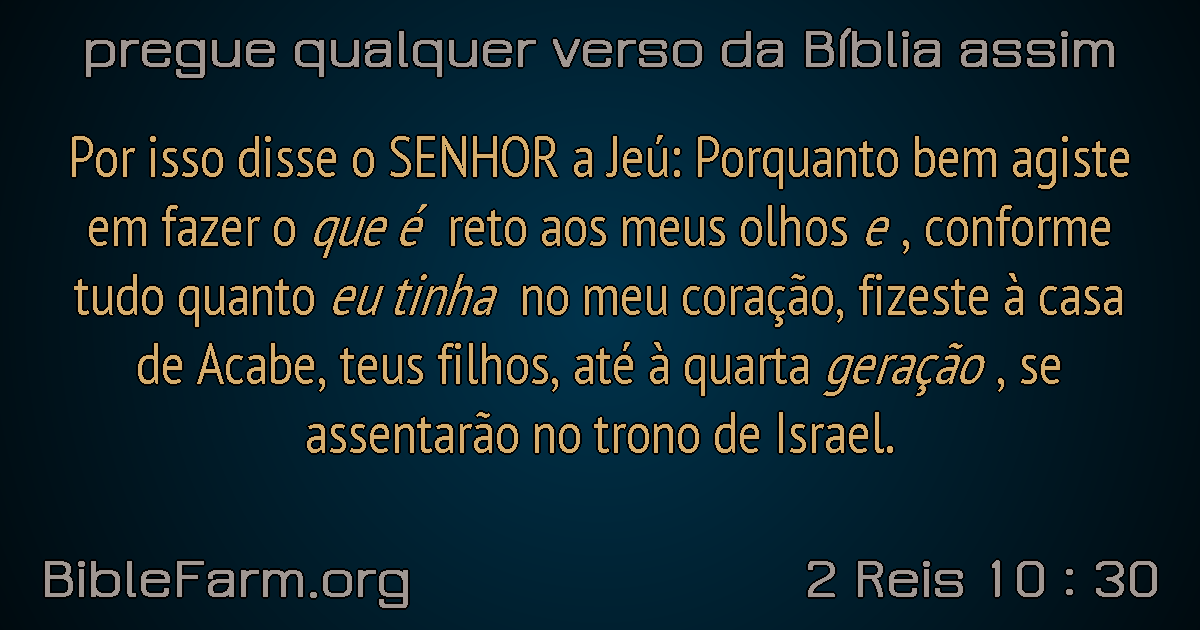 pregue qualquer verso da Bíblia assim
Por isso disse o SENHOR a Jeú: Porquanto bem agiste
em fazer o que é reto aos meus olhos e , conforme
tudo quanto eu tinha no meu coração, fizeste à casa
de Acabe, teus filhos, até à quarta geração , se
assentarão no trono de Israel.
BibleFarm.org
2 Reis 10 : 30